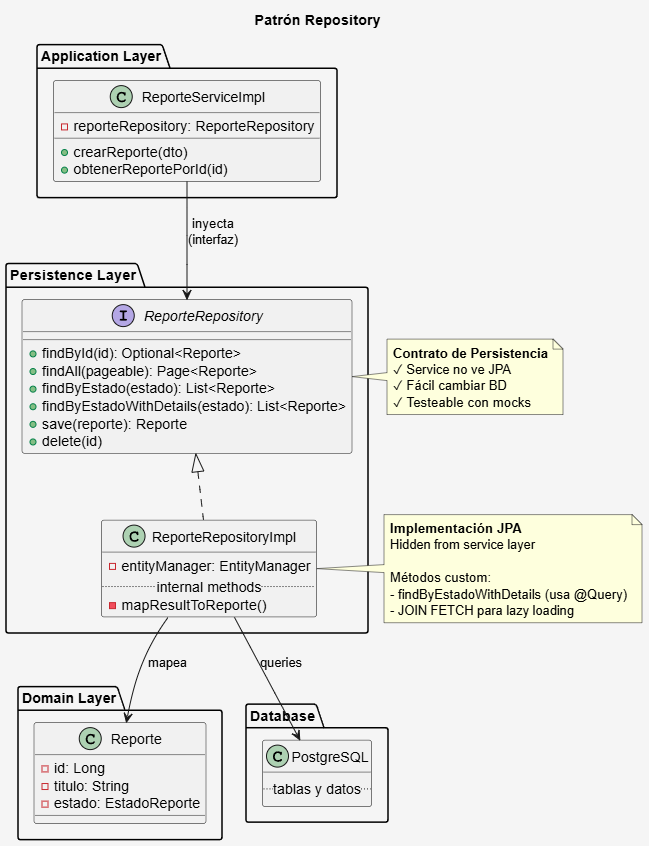 Patrón Repository
Application Layer
C ReporteServiceImpl
reporteRepository: ReporteRepository
crearReporte(dto)
obtenerReportePorId(id)
inyecta
(interfaz)
Persistence Layer
I ReporteRepository
findById(id): Optional<Reporte>
findAll(pageable): Page<Reporte>
findByEstado(estado): List<Reporte>
findByEstadoWithDetails(estado): List<Reporte>
save(reporte): Reporte
delete(id)
Contrato de Persistencia
✓ Service no ve JPA
✓ Fácil cambiar BD
✓ Testeable con mocks
C ReporteRepositoryImpl
entityManager: EntityManager
internal methods
mapResultToReporte()
Implementación JPA
Hidden from service layer
Métodos custom:
- findByEstadoWithDetails (usa @Query)
- JOIN FETCH para lazy loading
mapea
queries
Domain Layer
C Reporte
id: Long
titulo: String
estado: EstadoReporte
Database
C PostgreSQL
tablas y datos